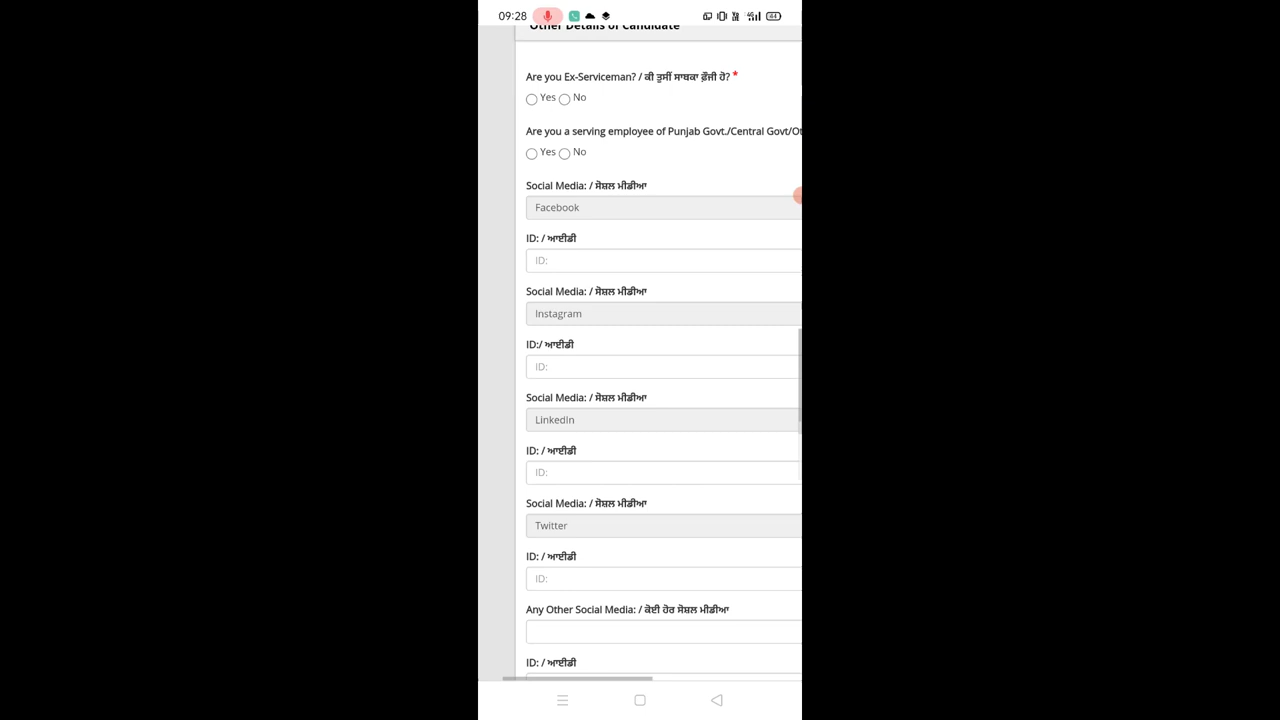 09:28
Other Details of Candidate
Are you Ex-Serviceman? / ਕੀ ਤੁਸੀਂ ਸਾਬਕਾ ਫ਼ੌਜੀ ਹੋ? *
Yes No
Are you a serving employee of Punjab Govt./Central Govt/Ot
Yes No
Social Media: / ਸੋਸ਼ਲ ਮੀਡੀਆ
Facebook
ID: / ਆਈਡੀ
ID:
Social Media: / ਸੋਸ਼ਲ ਮੀਡੀਆ
Instagram
ID:/ ਆਈਡੀ
ID:
Social Media: / ਸੋਸ਼ਲ ਮੀਡੀਆ
LinkedIn
ID: / ਆਈਡੀ
ID:
Social Media: / ਸੋਸ਼ਲ ਮੀਡੀਆ
Twitter
ID: / ਆਈਡੀ
ID:
Any Other Social Media: / ਕੋਈ ਹੋਰ ਸੋਸ਼ਲ ਮੀਡੀਆ
ID: / ਆਈਡੀ